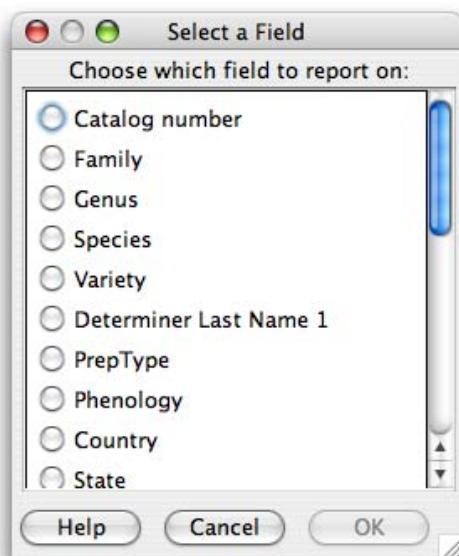 Select a Field
Choose which field to report on:
Catalog number
Family
Genus
Species
Variety
Determiner Last Name 1
PrepType
Phenology
Country
State
Help Cancel OK